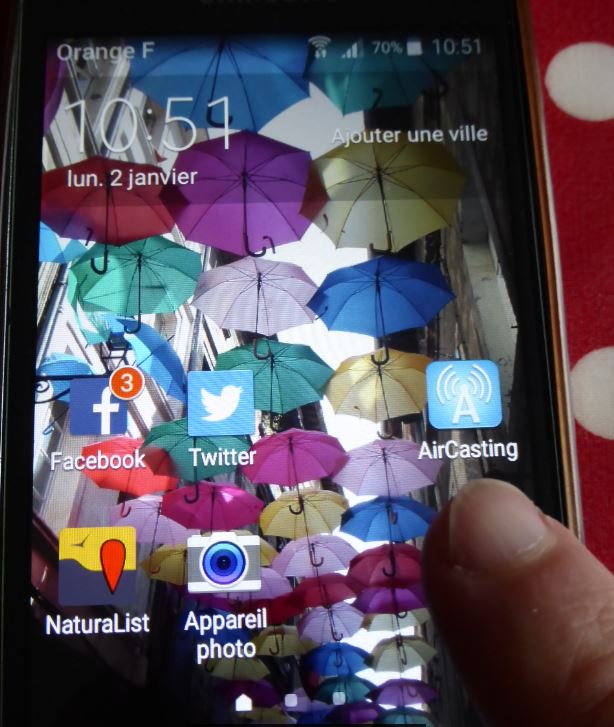 Orange F 70% 10:51
10:51
Ajouter une ville
lun. 2 janvier
3
Facebook Twitter AirCasting
NaturaList Appareil photo